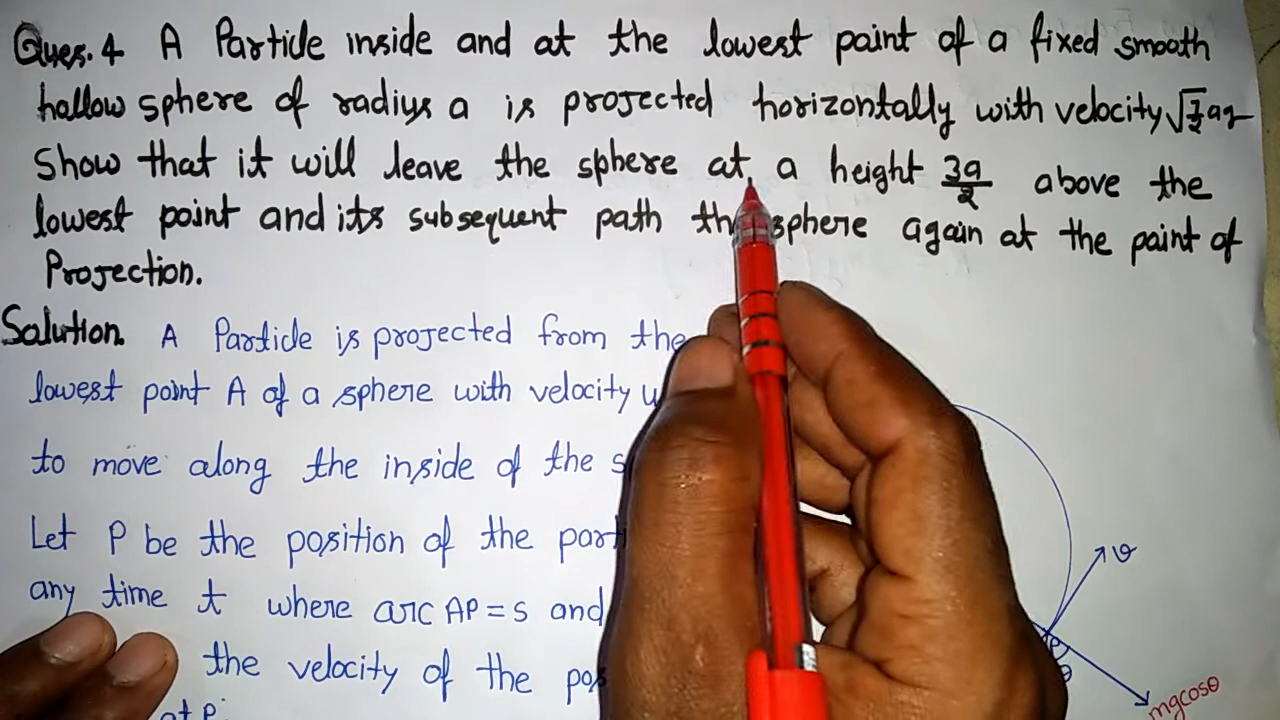 Ques. 4 A Particle inside and at the lowest point of a fixed smooth
hollow sphere of radius a is projected horizontally with velocity √7/2 ag
Show that it will leave the sphere at a height 3a/2 above the
lowest point and its subsequent path sphere again at the point of
Projection.
Solution. A Particle is projected from the
lowest point A of a sphere with velocity u
to move along the inside of the
Let P be the position of the
any time t where arc AP = s and
the velocity of the
at P.
v
θ
mgcosθ